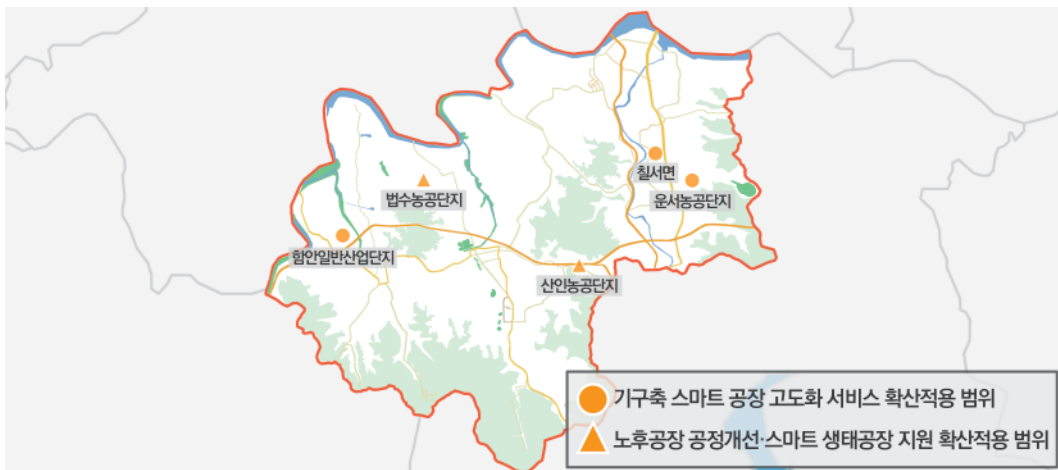 칠서면
법수농공단지
운서농공단지
함안일반산업단지
산인농공단지
기구축 스마트 공장 고도화 서비스 확산적용 범위
노후공장 공정개선·스마트 생태공장 지원 확산적용 범위